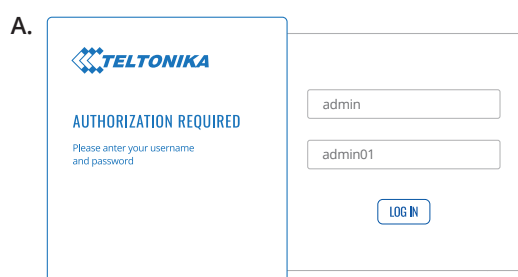 A.
TELTONIKA
AUTHORIZATION REQUIRED
Please anter your username
and password
admin
admin01
LOG IN